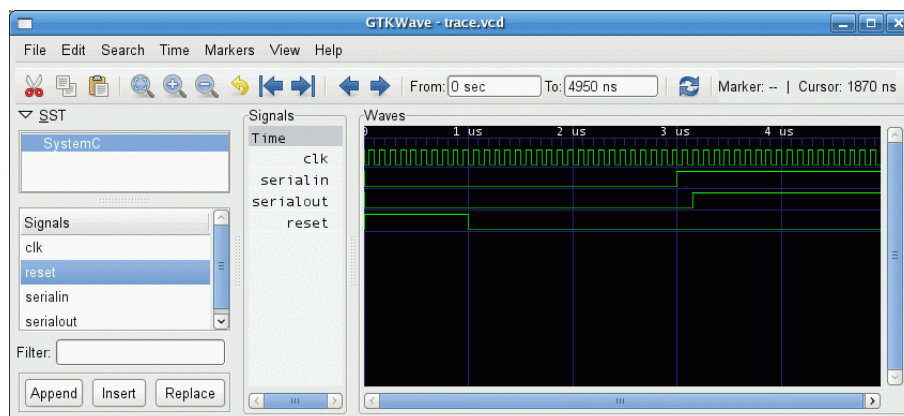 GTKWave - trace.vcd
File Edit Search Time Markers View Help
From: 0 sec To: 4950 ns Marker: -- | Cursor: 1870 ns
SST
SystemC
Signals
clk
reset
serialin
serialout
Filter:
Append Insert Replace
Signals
Time
clk
serialin
serialout
reset
Waves
0 1 us 2 us 3 us 4 us